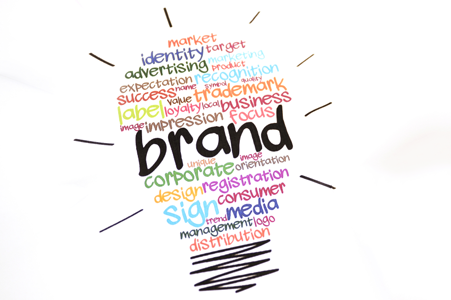 market
identity target
advertising marketing
product
expectation recognition
success name symbol quality
trademark
label value loyalty local business
image impression focus
brand
unique image
corporate orientation
design registration
sign consumer
trend media
management logo
distribution